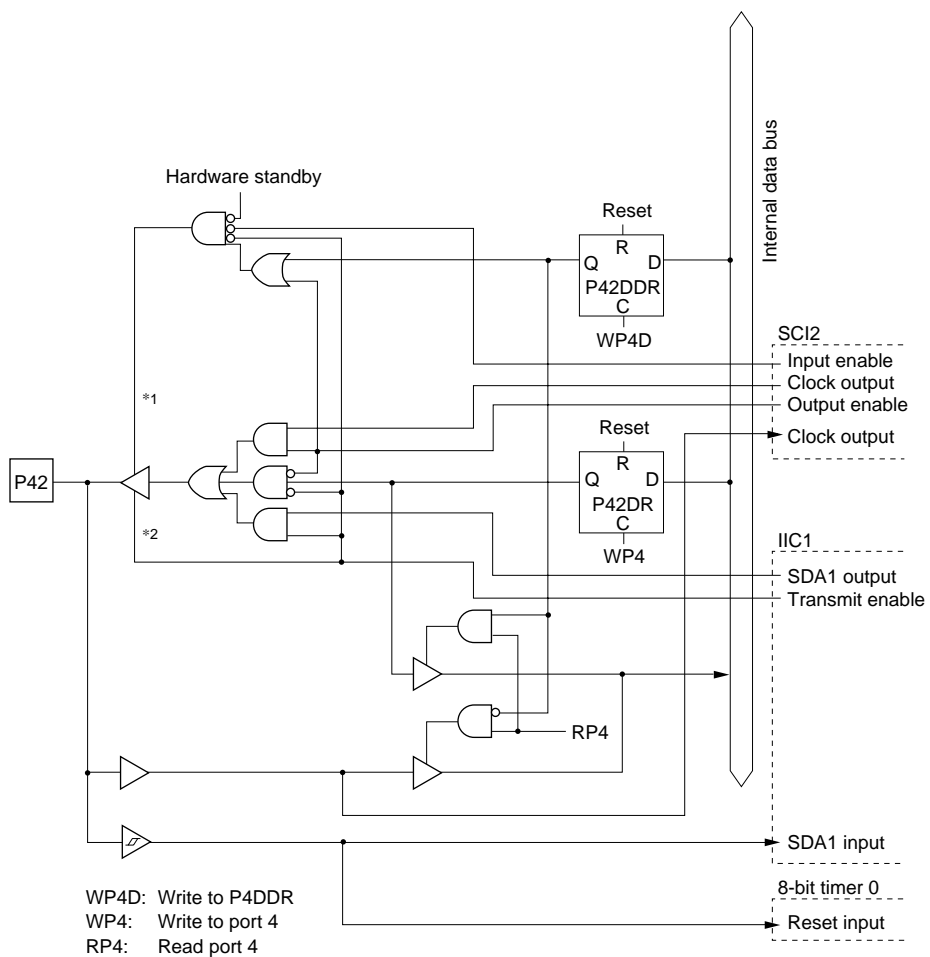 Hardware standby
Reset
R
Q
D
P42DDR
C
WP4D
Internal data bus
SCI2
Input enable
Clock output
Output enable
Clock output
*1
Reset
R
Q
D
P42DR
C
WP4
P42
*2
IIC1
SDA1 output
Transmit enable
RP4
SDA1 input
8-bit timer 0
Reset input
WP4D: Write to P4DDR
WP4: Write to port 4
RP4: Read port 4